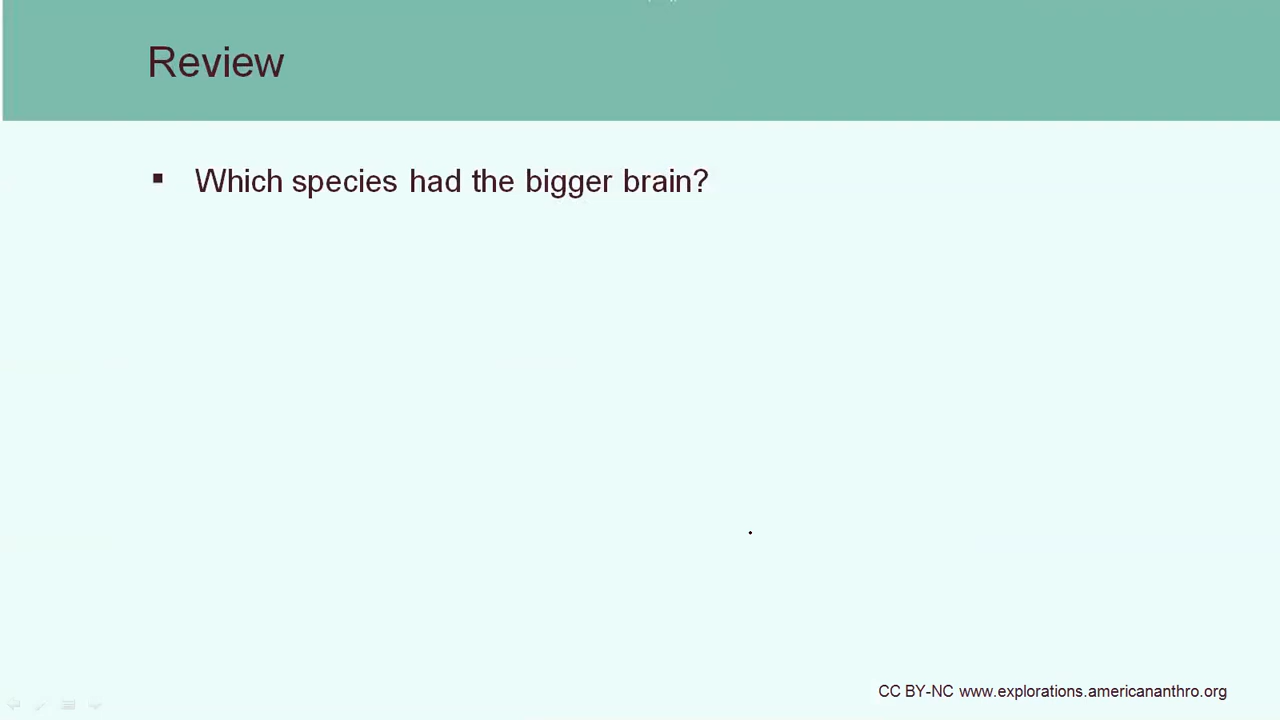 Review
▪ Which species had the bigger brain?
CC BY-NC www.explorations.americananthro.org